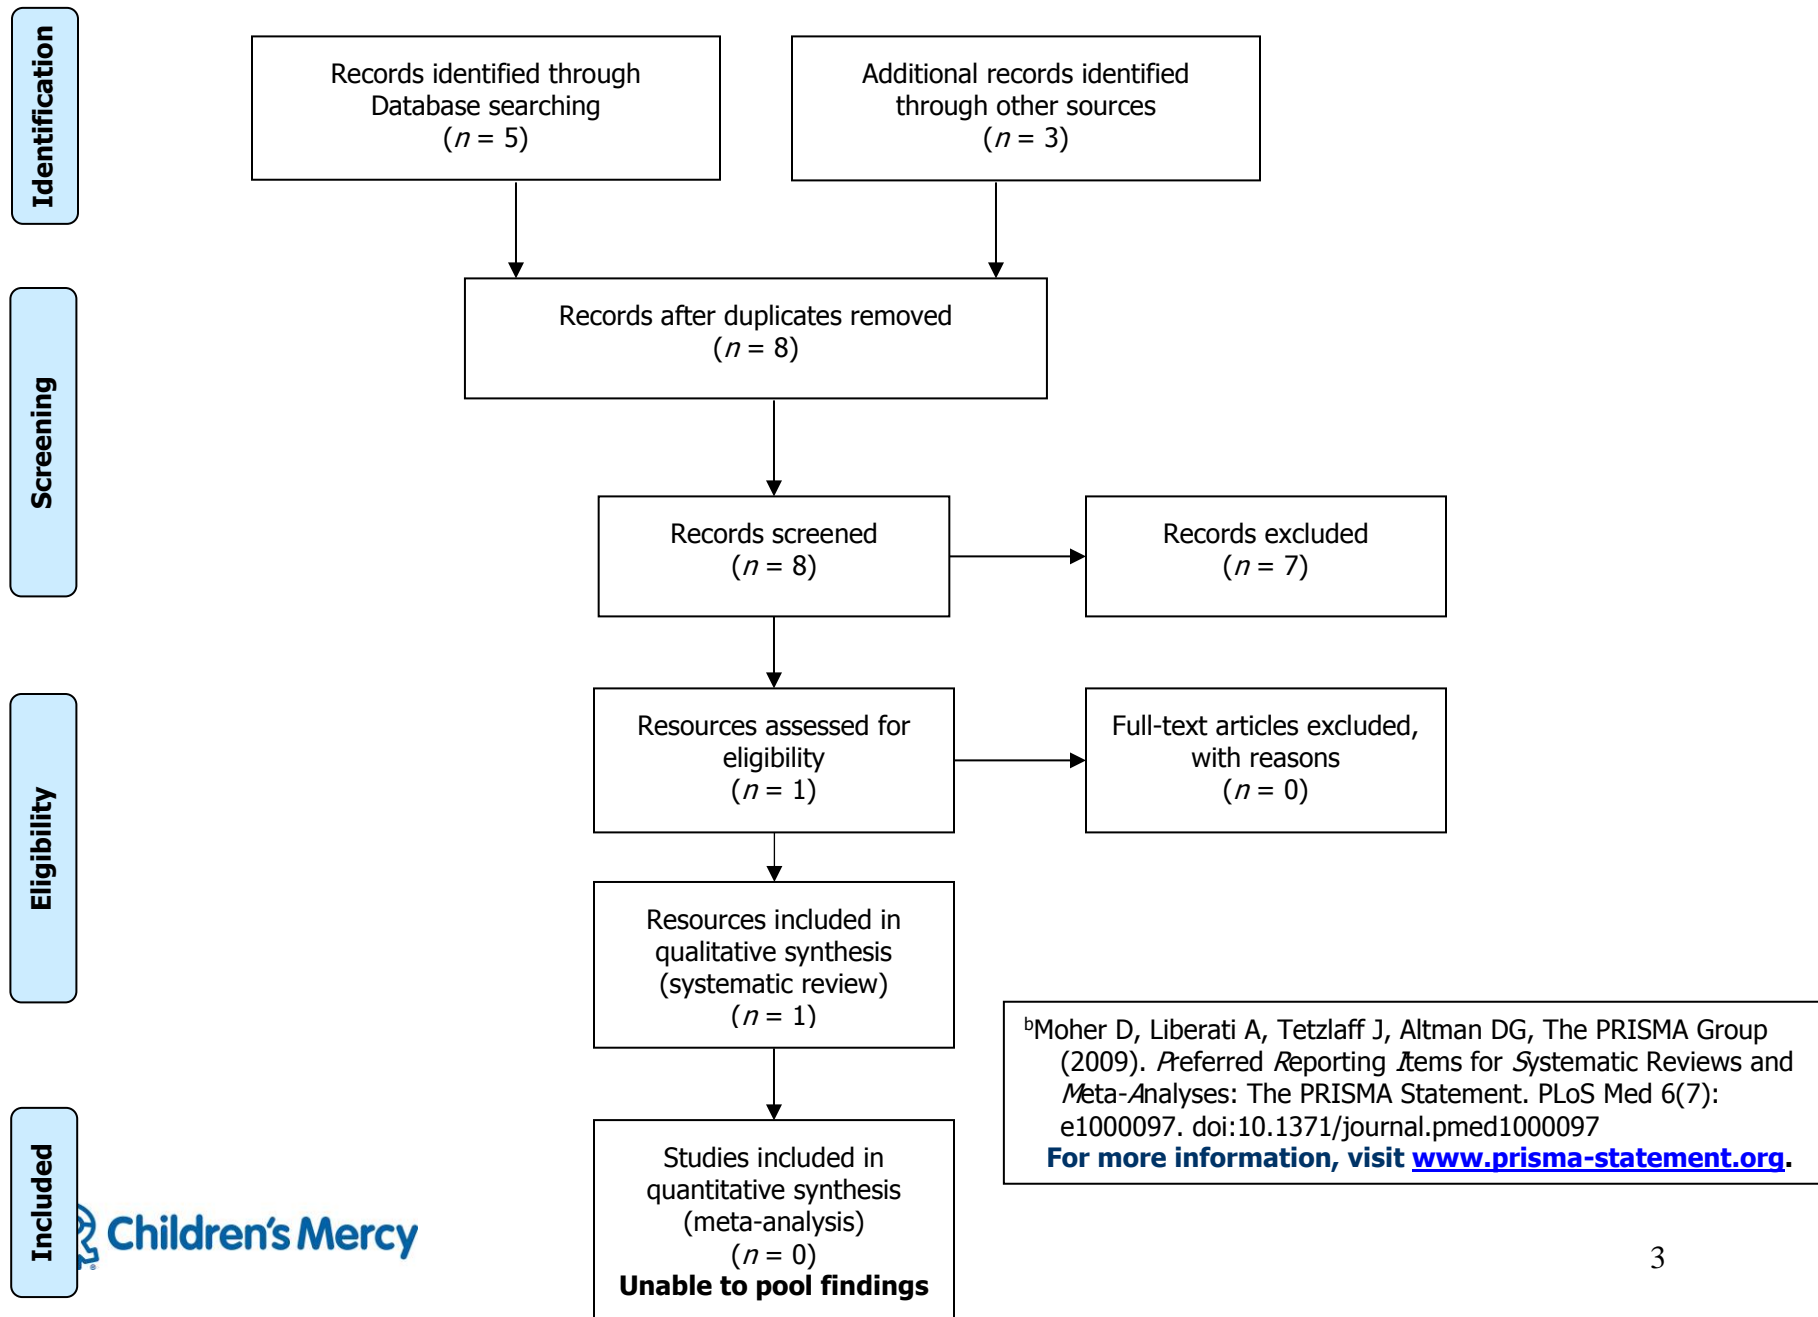 Identification
Records identified through
Database searching
(n = 5)
Additional records identified
through other sources
(n = 3)
Screening
Records after duplicates removed
(n = 8)
Records screened
(n = 8)
Records excluded
(n = 7)
Eligibility
Resources assessed for
eligibility
(n = 1)
Full-text articles excluded,
with reasons
(n = 0)
Resources included in
qualitative synthesis
(systematic review)
(n = 1)
Included
Studies included in
quantitative synthesis
(meta-analysis)
(n = 0)
Unable to pool findings
bMoher D, Liberati A, Tetzlaff J, Altman DG, The PRISMA Group
(2009). Preferred Reporting Items for Systematic Reviews and
Meta-Analyses: The PRISMA Statement. PLoS Med 6(7):
e1000097. doi:10.1371/journal.pmed1000097
For more information, visit www.prisma-statement.org.
Children's Mercy
®
3